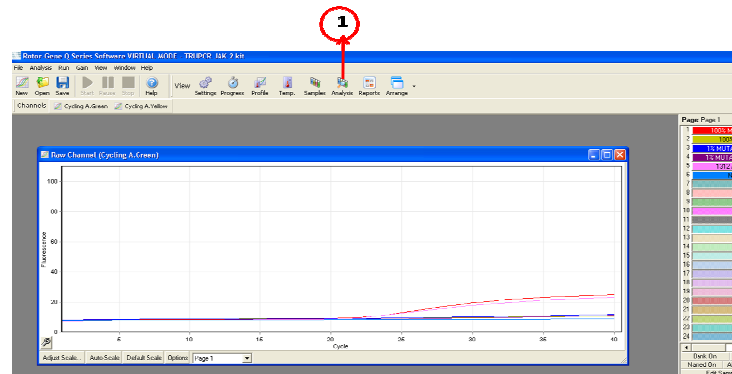 1
Rotor-Gene Q Series Software VIRTUAL MODE - TRUPCR JAK 2 kit
File Analysis Run Gain View Window Help
New Open Save Start Pause Stop Help View Settings Progress Profile Temp. Samples Analysis Reports Arrange
Channels Cycling A.Green Cycling A.Yellow
Page: Page 1
1 100% M
2 100%
3 1% MUTA
4 1% MUTA
5 1312
6 N
7
8
9
10
11
12
13
14
15
16
17
18
19
20
21
22
23
24
Bank On
Named On A
Edit Sam
Raw Channel (Cycling A.Green)
100
80
60
40
20
0
Fluorescence
5 10 15 20 25 30 35 40
Cycle
Adjust Scale... Auto-Scale Default Scale Options: Page 1